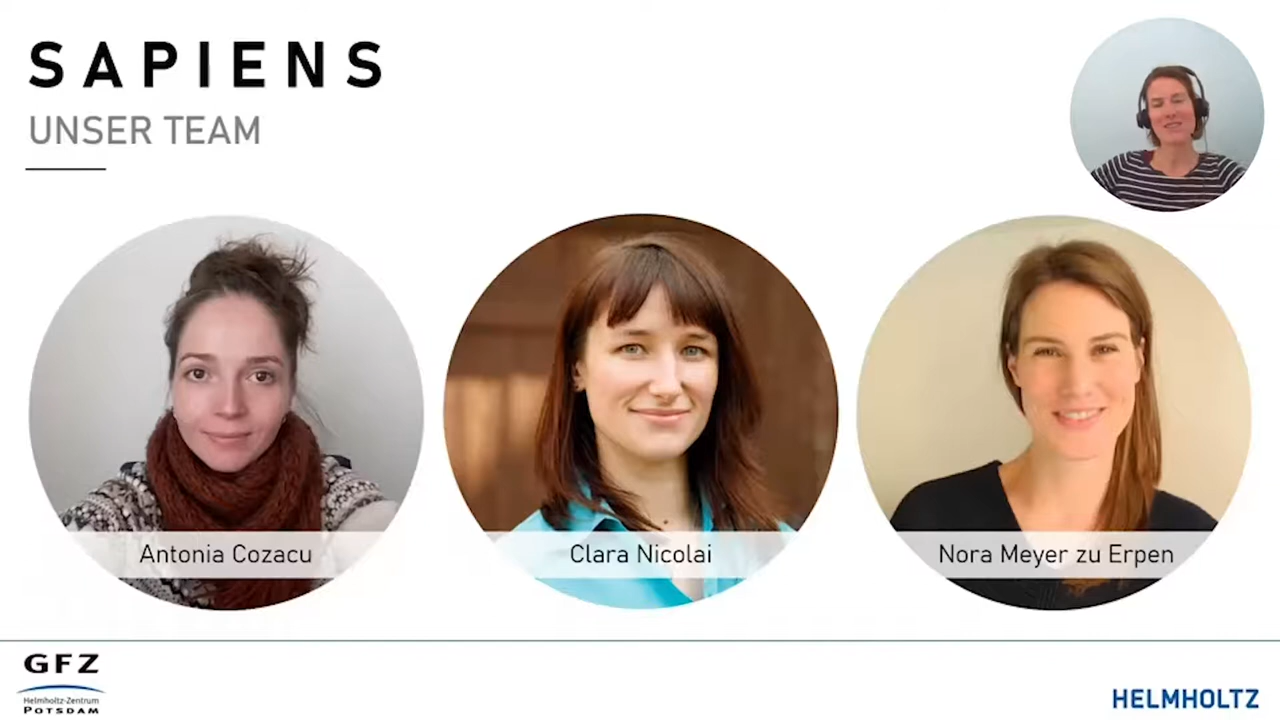 SAPIENS
UNSER TEAM
Antonia Cozacu
Clara Nicolai
Nora Meyer zu Erpen
GFZ
Helmholtz-Zentrum
POTSDAM
HELMHOLTZ